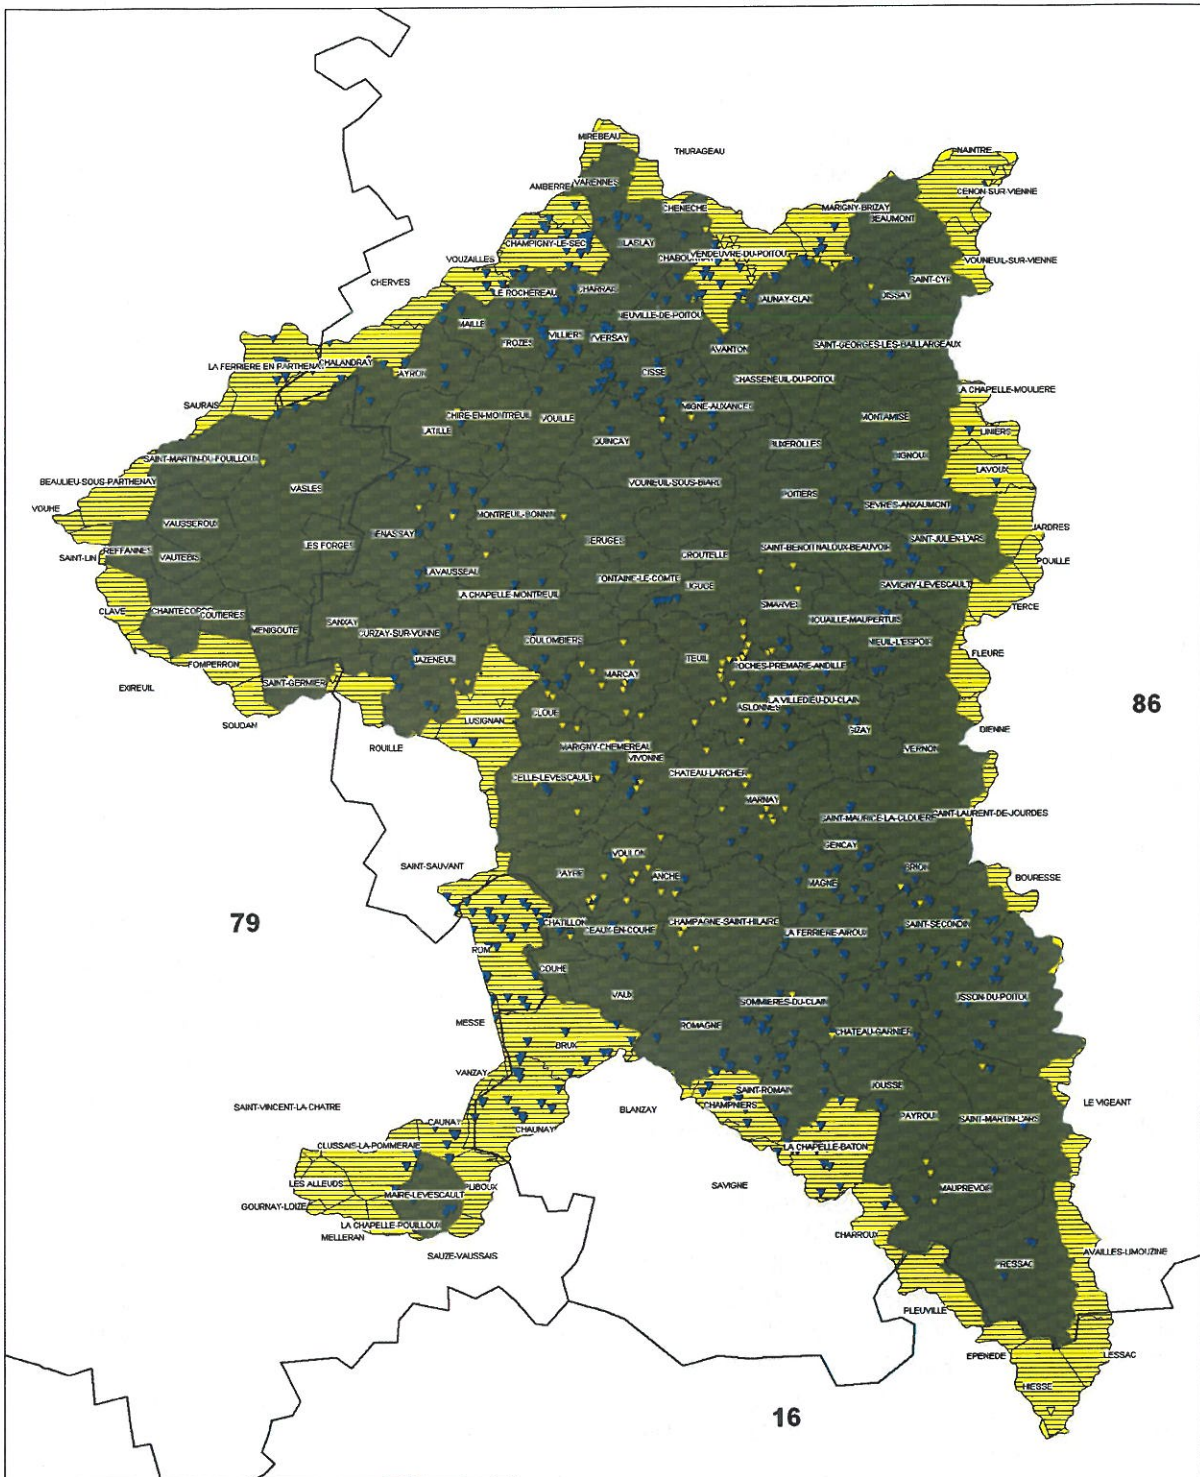 MIREBEAU
THURAGEAU
NAINTRE
AMBERRE
VARENNES
CENON-SUR-VIENNE
CHENECHE
MARIGNY-BRIZAY
BEAUMONT
CHAMPIGNY-LE-SEC
BLASLAY
VENDEUVRE-DU-POITOU
VOUZAILLES
VOUNEUIL-SUR-VIENNE
CHERVES
SAINT-CYR
LE ROCHEREAU
CHARRAIS
DISSAY
NEUVILLE-DE-POITOU
MAILLE
VILLIERS
YVERSAY
FROZES
AVANTON
SAINT-GEORGES-LES-BAILLARGEAUX
LA FERRIERE EN PARTHENAY
CHALANDRAY
AYRON
CISSE
CHASSENEUIL-DU-POITOU
LA CHAPELLE-MOULIERE
SAURAIS
CHIRE-EN-MONTREUIL
VOUILLE
MIGNE-AUXANCES
MONTAMISE
LATILLE
LINIERS
QUINCAY
BUXEROLLES
BIGNOUX
SAINT-MARTIN-DU-FOUILLOUX
LAVOUX
BEAULIEU-SOUS-PARTHENAY
VASLES
VOUNEUIL-SOUS-BIARD
POITIERS
VOUHE
SEVRES-ANXAUMONT
VAUSSEROUX
MONTREUIL-BONNIN
JARDRES
BENASSAY
LES FORGES
BERUGES
SAINT-JULIEN-L'ARS
SAINT-LIN
REFFANNES
VAUTEBIS
CROUTELLE
SAINT-BENOIT
POUILLE
LAVAUSSEAU
FONTAINE-LE-COMTE
LIGUGE
SAVIGNY-LEVESCAULT
LA CHAPELLE-MONTREUIL
SMARVES
TERCE
CLAVE
CHANTECORPS
COUTIERES
SANXAY
NOUAILLE-MAUPERTUIS
MENIGOUTE
CURZAY-SUR-VONNE
COULOMBIERS
NIEUIL-L'ESPOIR
FLEURE
FOMPERRON
JAZENEUIL
ITEUIL
ROCHES-PREMARIE-ANDILLE
MARCAY
EXIREUIL
SAINT-GERMIER
LA VILLEDIEU-DU-CLAIN
86
ASLONNES
SOUDAN
LUSIGNAN
CLOUE
GIZAY
DIENNE
ROUILLE
MARIGNY-CHEMEREAU
VIVONNE
VERNON
CELLE-LEVESCAULT
CHATEAU-LARCHER
MARNAY
SAINT-MAURICE-LA-CLOUERE
SAINT-LAURENT-DE-JOURDES
GENCAY
SAINT-SAUVANT
VOULON
PAYRE
ANCHE
BRION
BOURESSE
MAGNE
79
CHATILLON
CEAUX-EN-COUHE
CHAMPAGNE-SAINT-HILAIRE
LA FERRIERE-AIROUX
SAINT-SECONDIN
ROM
COUHE
VAUX
SOMMIERES-DU-CLAIN
USSON-DU-POITOU
MESSE
ROMAGNE
CHATEAU-GARNIER
BRUX
VANZAY
SAINT-ROMAIN
JOUSSE
SAINT-VINCENT-LA-CHATRE
BLANZAY
CHAMPNIERS
LE VIGEANT
CAUNAY
CHAUNAY
PAYROUX
SAINT-MARTIN-L'ARS
CLUSSAIS-LA-POMMERAIE
LA CHAPELLE-BATON
LES ALLEUDS
PLIBOUX
SAVIGNE
MAIRE-LEVESCAULT
MAUPREVOIR
GOURNAY-LOIZE
LA CHAPELLE-POUILLOUX
MELLERAN
CHARROUX
SAUZE-VAUSSAIS
AVAILLES-LIMOUZINE
PRESSAC
PLEUVILLE
EPENEDE
LESSAC
HIESSE
16